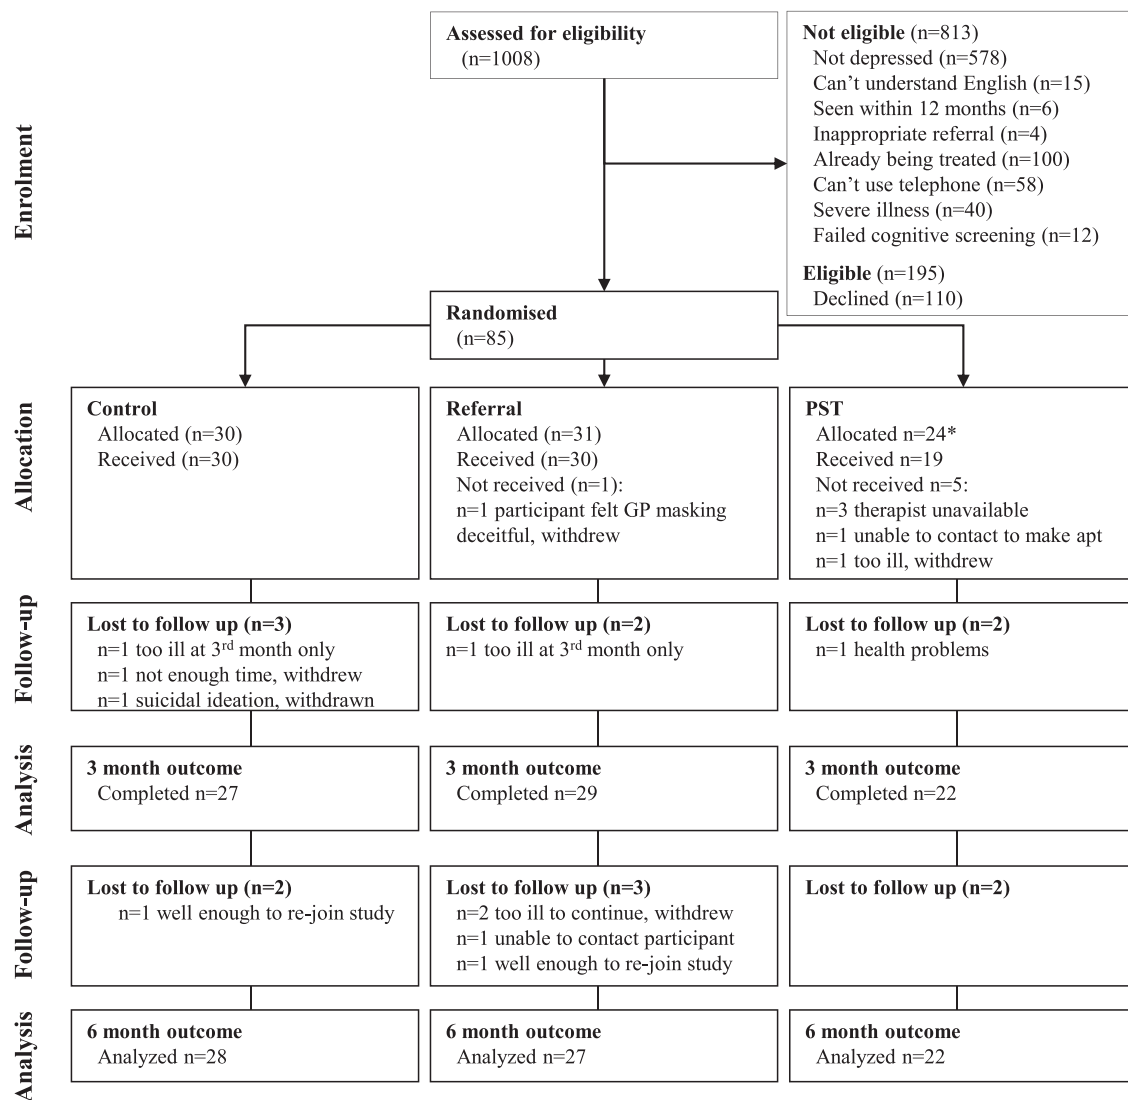 Enrolment
Assessed for eligibility
(n=1008)
Not eligible (n=813)
Not depressed (n=578)
Can't understand English (n=15)
Seen within 12 months (n=6)
Inappropriate referral (n=4)
Already being treated (n=100)
Can't use telephone (n=58)
Severe illness (n=40)
Failed cognitive screening (n=12)
Eligible (n=195)
Declined (n=110)
Randomised
(n=85)
Allocation
Control
Allocated (n=30)
Received (n=30)
Referral
Allocated (n=31)
Received (n=30)
Not received (n=1):
n=1 participant felt GP masking
deceitful, withdrew
PST
Allocated n=24*
Received n=19
Not received n=5:
n=3 therapist unavailable
n=1 unable to contact to make apt
n=1 too ill, withdrew
Follow-up
Lost to follow up (n=3)
n=1 too ill at 3rd month only
n=1 not enough time, withdrew
n=1 suicidal ideation, withdrawn
Lost to follow up (n=2)
n=1 too ill at 3rd month only
Lost to follow up (n=2)
n=1 health problems
Analysis
3 month outcome
Completed n=27
3 month outcome
Completed n=29
3 month outcome
Completed n=22
Follow-up
Lost to follow up (n=2)
n=1 well enough to re-join study
Lost to follow up (n=3)
n=2 too ill to continue, withdrew
n=1 unable to contact participant
n=1 well enough to re-join study
Lost to follow up (n=2)
Analysis
6 month outcome
Analyzed n=28
6 month outcome
Analyzed n=27
6 month outcome
Analyzed n=22